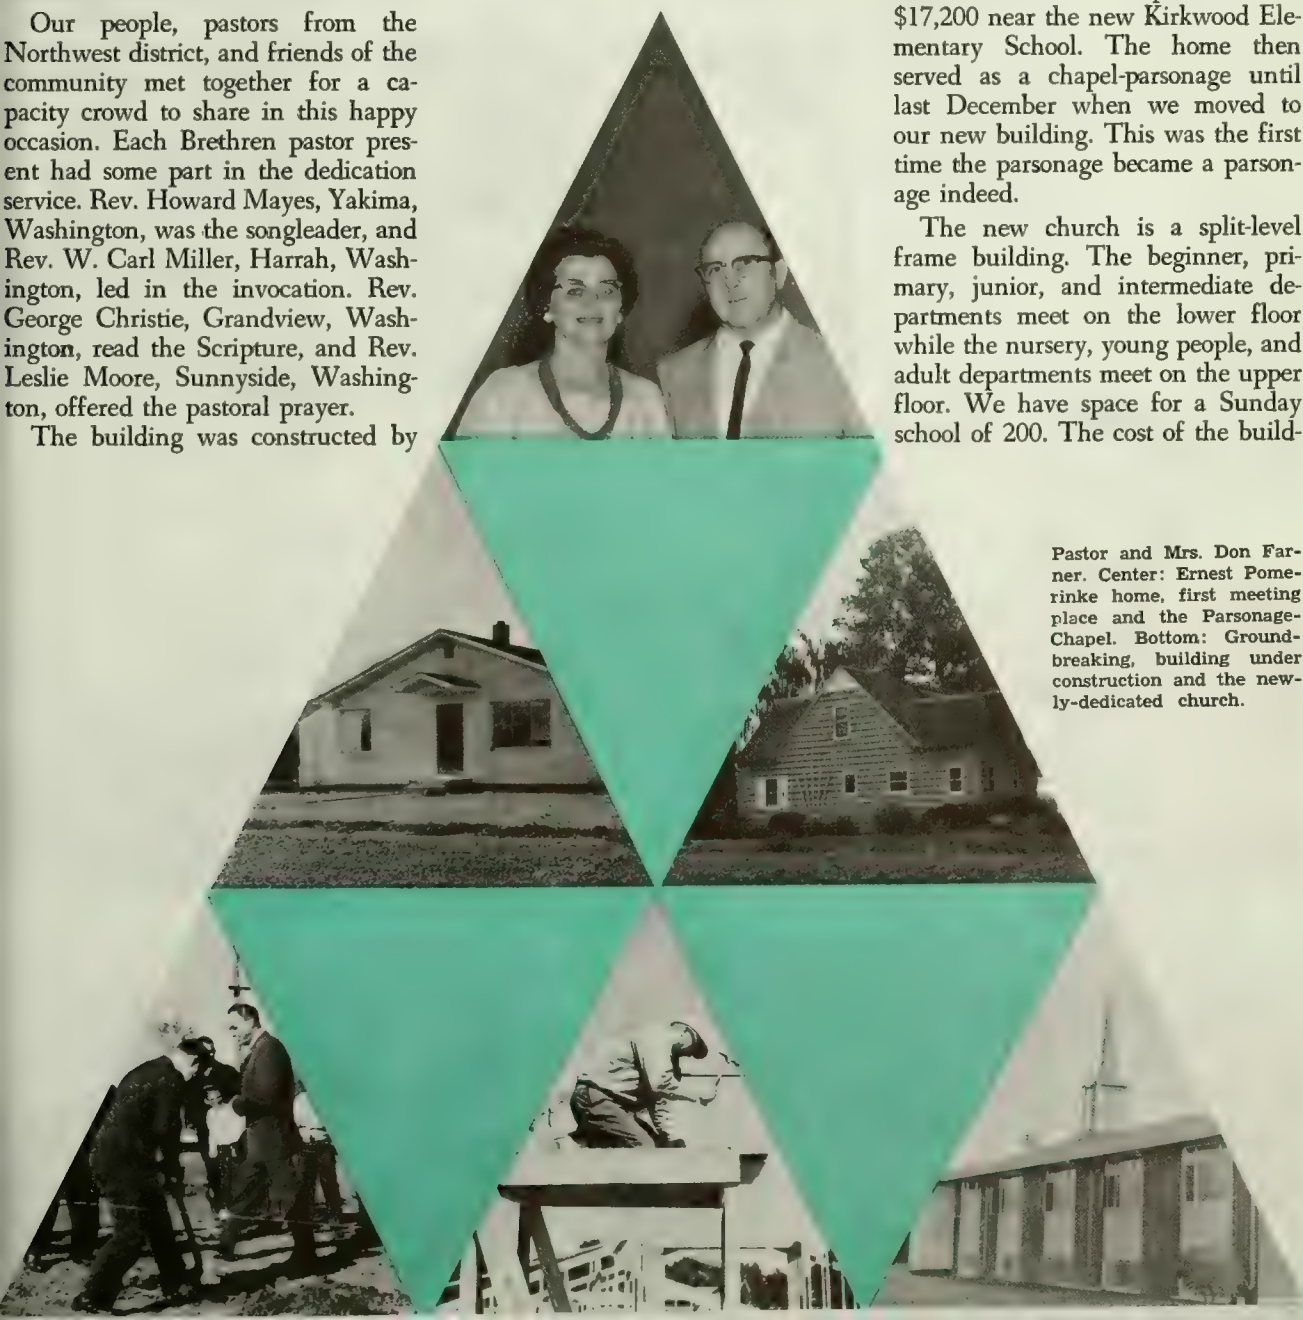 Our people, pastors from the
Northwest district, and friends of the
community met together for a ca-
pacity crowd to share in this happy
occasion. Each Brethren pastor pres-
ent had some part in the dedication
service. Rev. Howard Mayes, Yakima,
Washington, was the songleader, and
Rev. W. Carl Miller, Harrah, Wash-
ington, led in the invocation. Rev.
George Christie, Grandview, Wash-
ington, read the Scripture, and Rev.
Leslie Moore, Sunnyside, Washing-
ton, offered the pastoral prayer.
The building was constructed by
$17,200 near the new Kirkwood Ele-
mentary School. The home then
served as a chapel-parsonage until
last December when we moved to
our new building. This was the first
time the parsonage became a parson-
age indeed.
The new church is a split-level
frame building. The beginner, pri-
mary, junior, and intermediate de-
partments meet on the lower floor
while the nursery, young people, and
adult departments meet on the upper
floor. We have space for a Sunday
school of 200. The cost of the build-
Pastor and Mrs. Don Far-
ner. Center: Ernest Pome-
rinke home, first meeting
place and the Parsonage-
Chapel. Bottom: Ground-
breaking, building under
construction and the new-
ly-dedicated church.